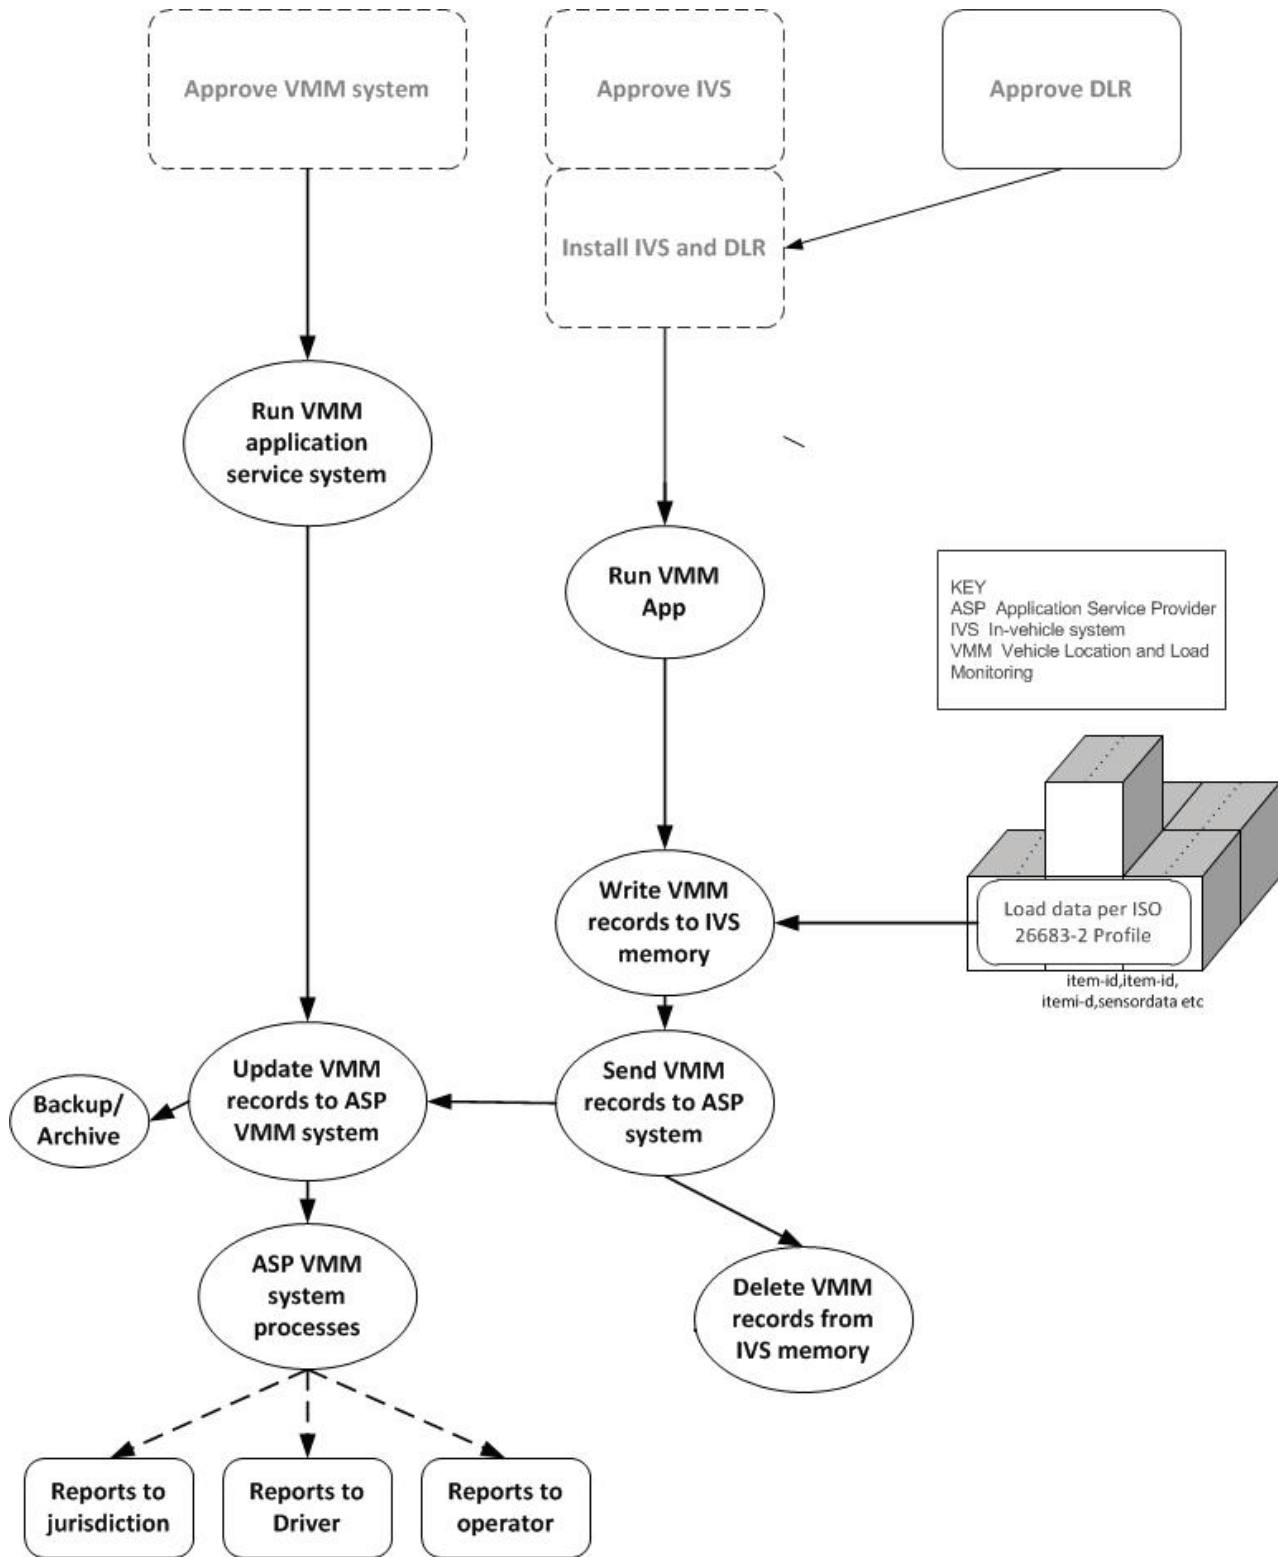 Approve VMM system
Approve IVS
Approve DLR
Install IVS and DLR
Run VMM
application
service system
Run VMM
App
KEY
ASP  Application Service Provider
IVS  In-vehicle system
VMM  Vehicle Location and Load
Monitoring
Write VMM
records to IVS
memory
Load data per ISO
26683-2 Profile
item-id,item-id,
itemi-d,sensordata etc
Backup/
Archive
Update VMM
records to ASP
VMM system
Send VMM
records to ASP
system
ASP VMM
system
processes
Delete VMM
records from
IVS memory
Reports to
jurisdiction
Reports to
Driver
Reports to
operator